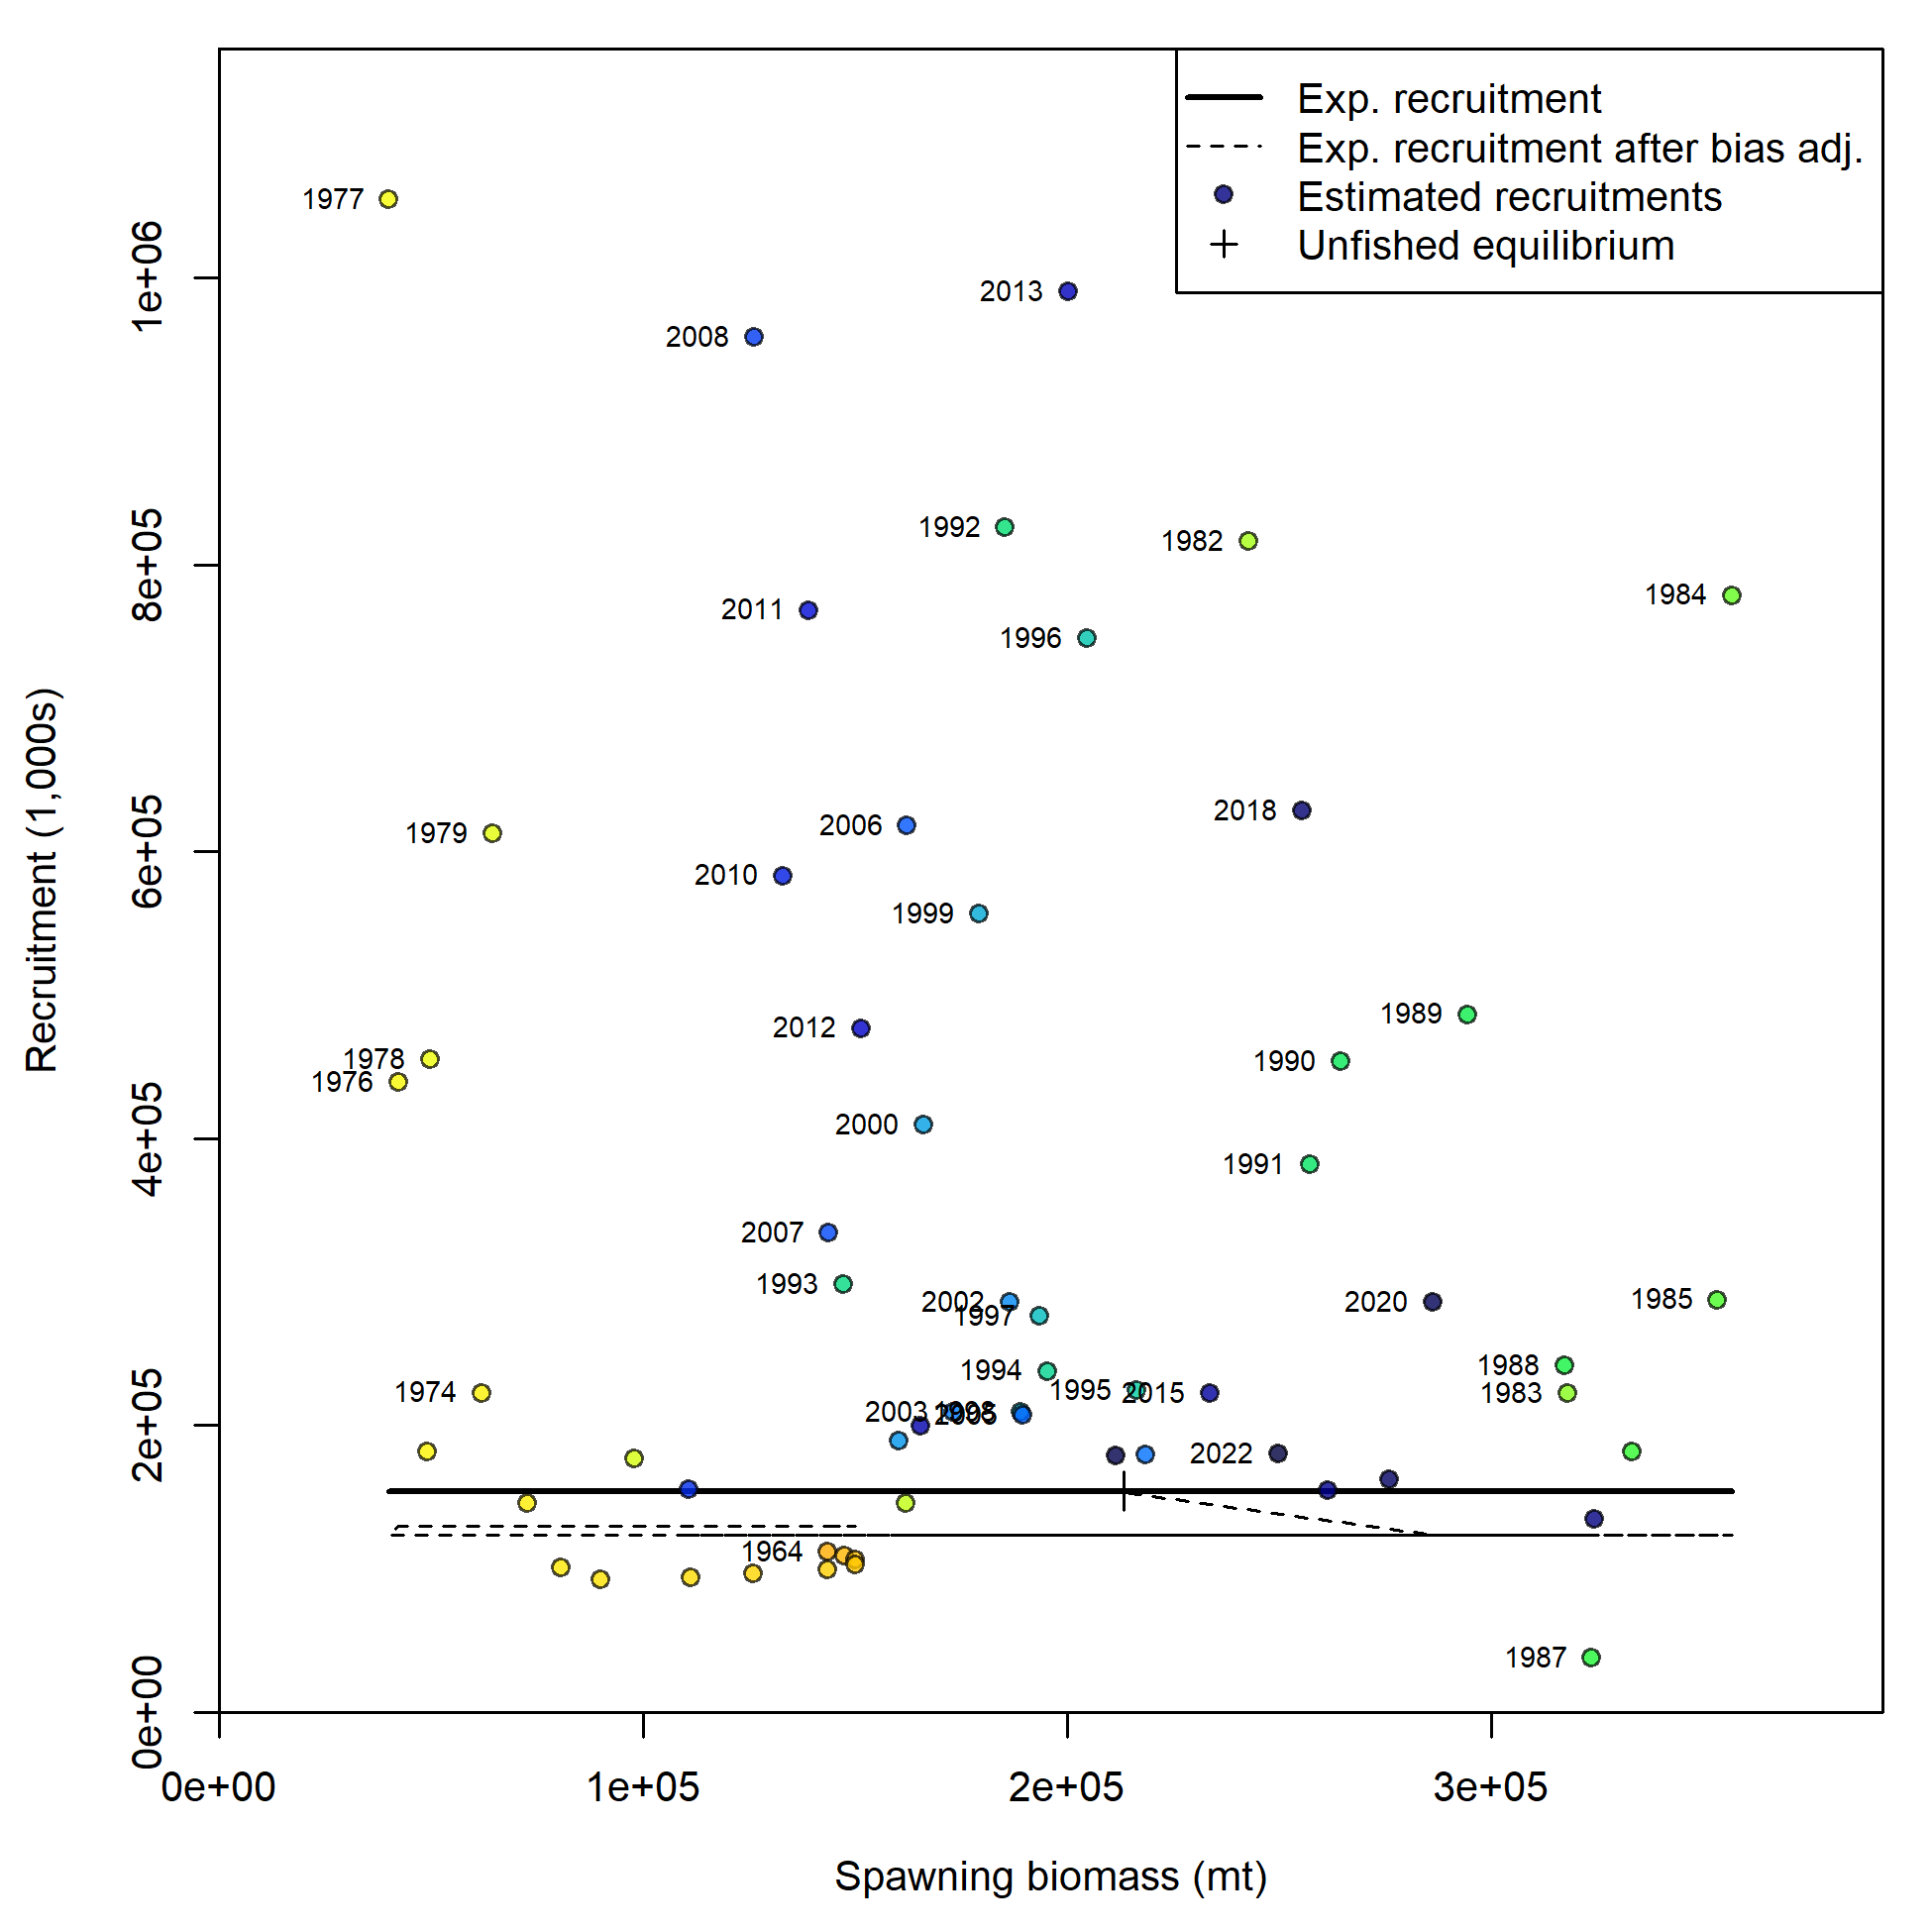 Exp. recruitment
Exp. recruitment after bias adj.
Estimated recruitments
Unfished equilibrium
1977
2013
2008
1992
1982
1984
2011
1996
2018
2006
1979
2010
1999
1989
2012
1978
1990
1976
2000
1991
2007
1993
1985
2002
2020
1997
1988
1994
1995
2015
1983
1974
2003
1998
2005
2022
1964
1987
Recruitment (1,000s)
1e+06
8e+05
6e+05
4e+05
2e+05
0e+00
0e+00 1e+05 2e+05 3e+05
Spawning biomass (mt)